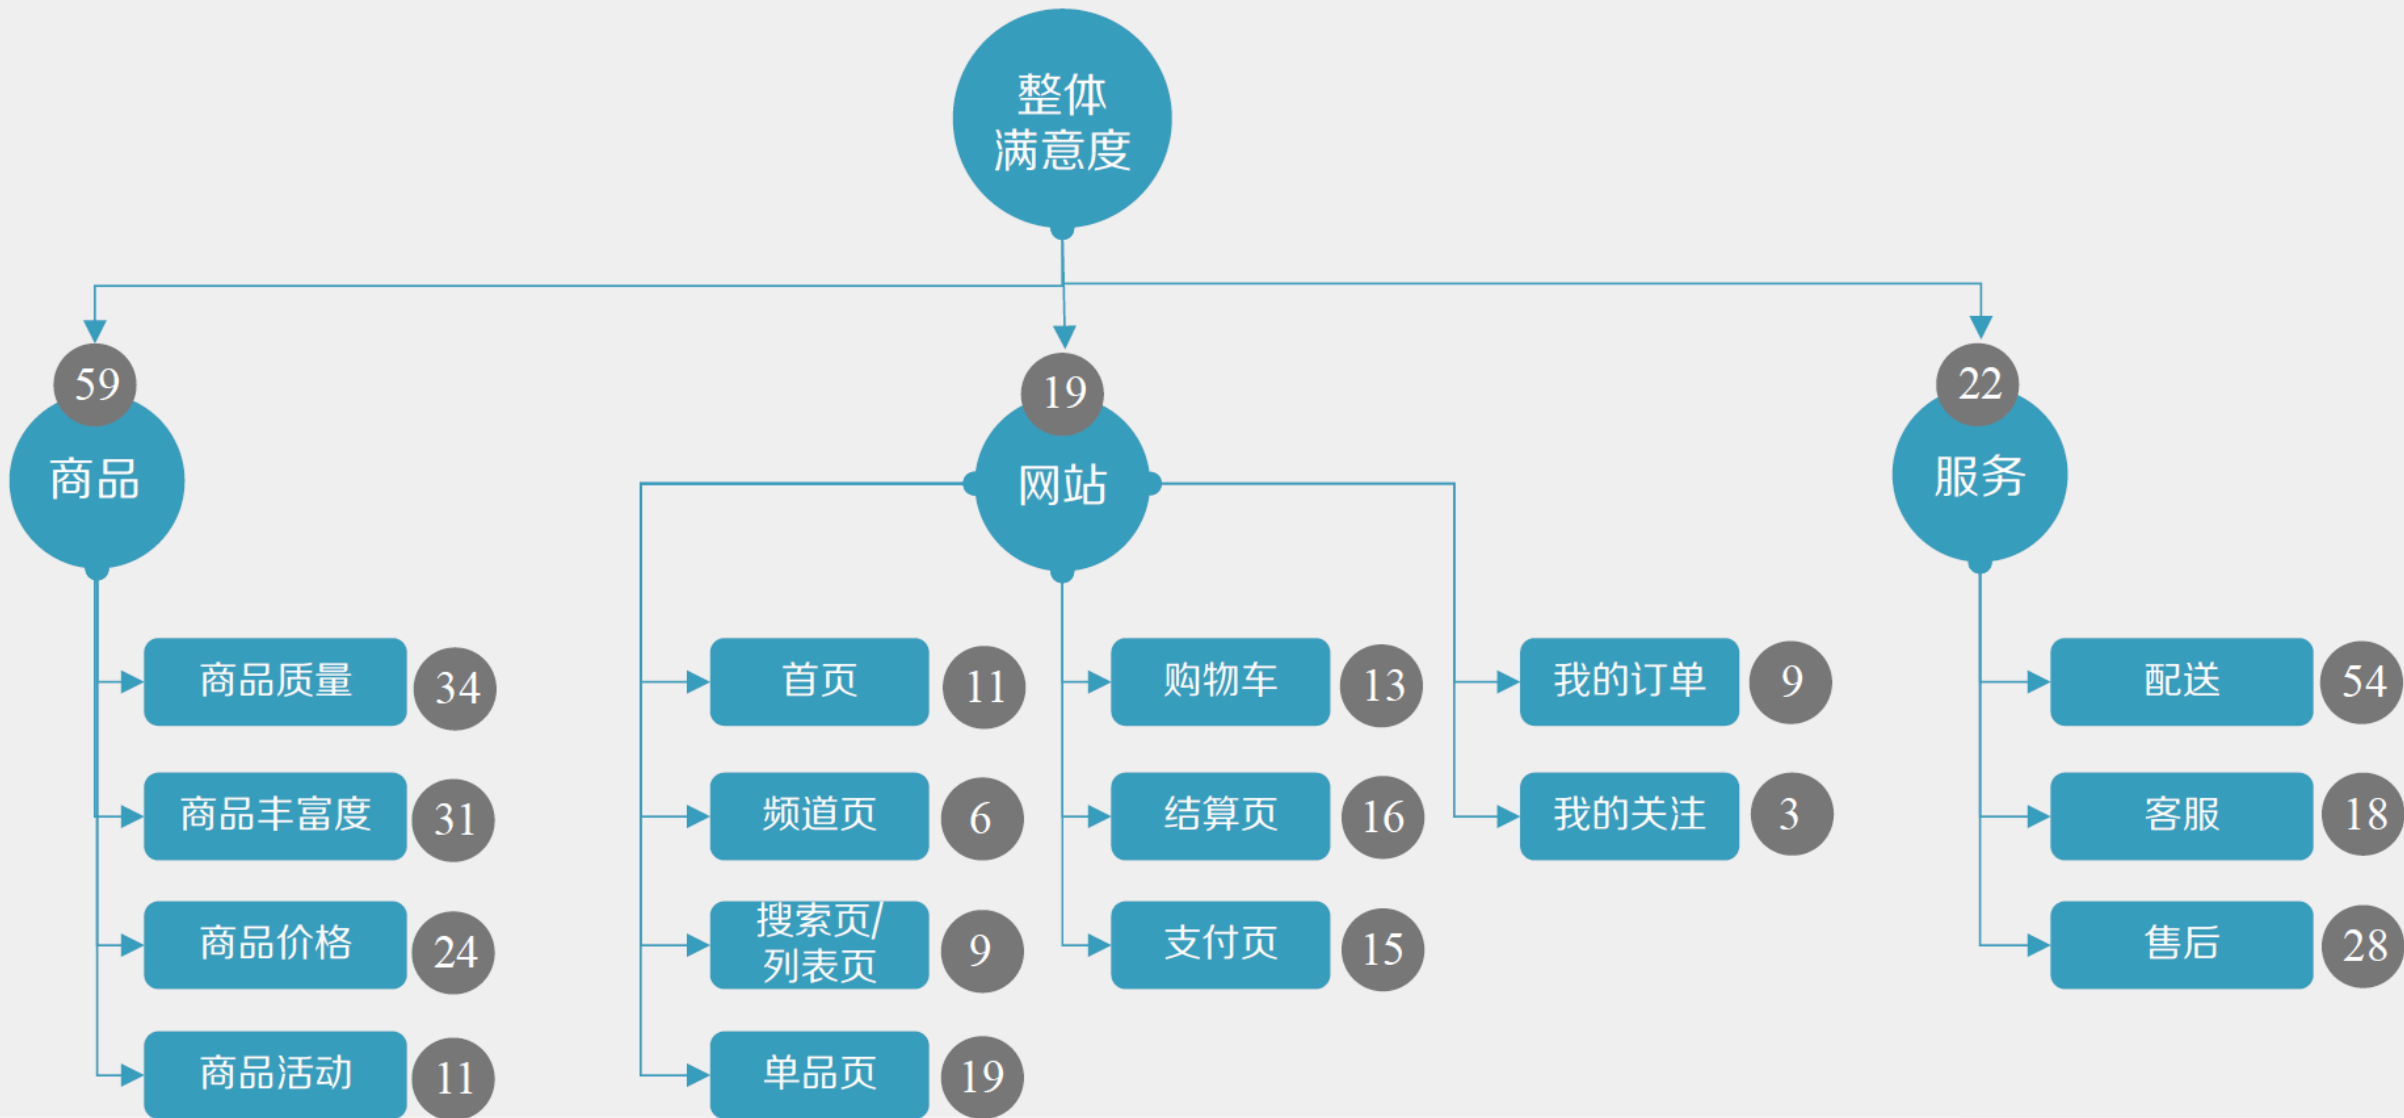 整体
满意度
59
商品
19
网站
22
服务
商品质量
34
商品丰富度
31
商品价格
24
商品活动
11
首页
11
频道页
6
搜索页/
列表页
9
单品页
19
购物车
13
结算页
16
支付页
15
我的订单
9
我的关注
3
配送
54
客服
18
售后
28